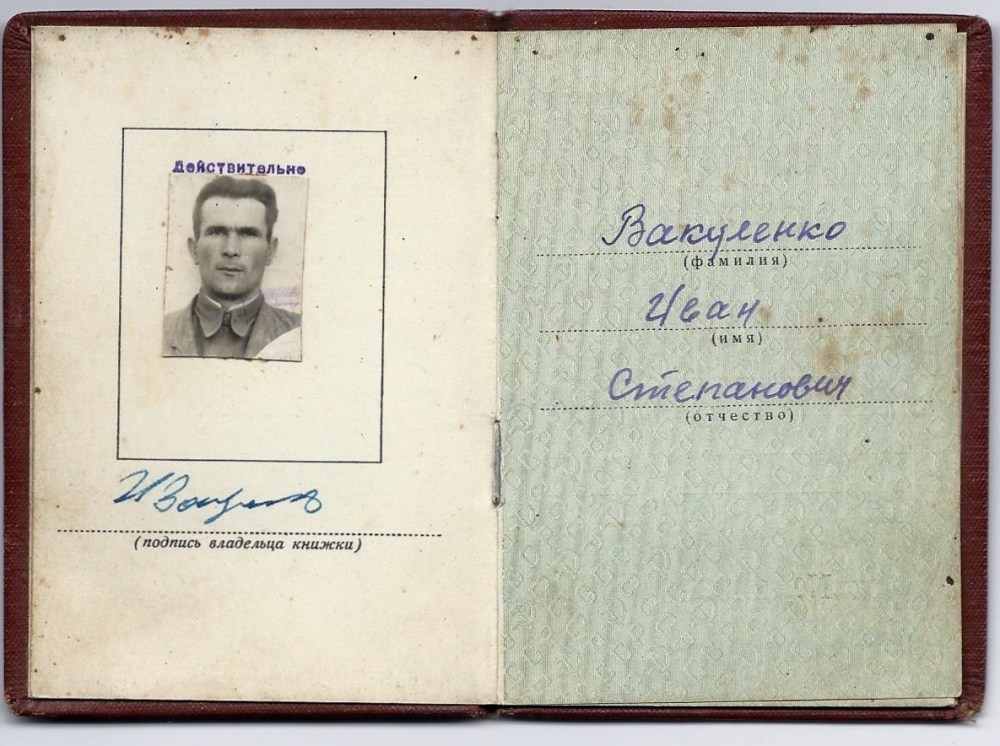 Действительно
(подпись владельца книжки)
Вакуленко
(фамилия)
Иван
(имя)
Степанович
(отчество)